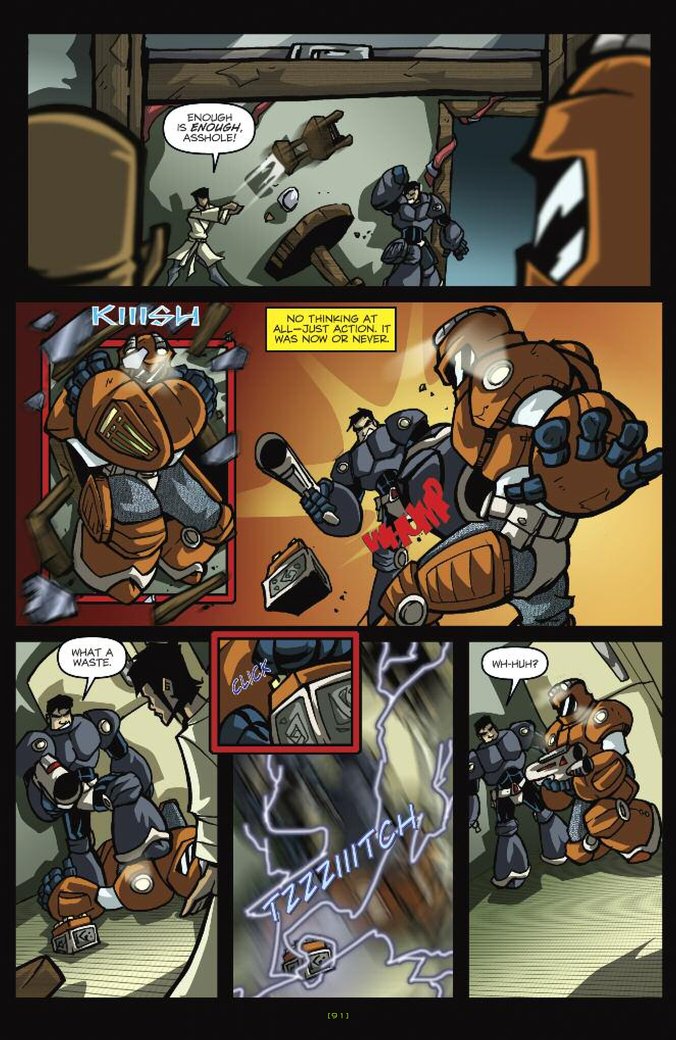 ENOUGH
IS ENOUGH,
ASSHOLE!
KIIISH
NO THINKING AT
ALL—JUST ACTION. IT
WAS NOW OR NEVER.
WHUMP
WHAT A
WASTE.
CLICK
TZZZIIITCH
WH-HUH?
[91]